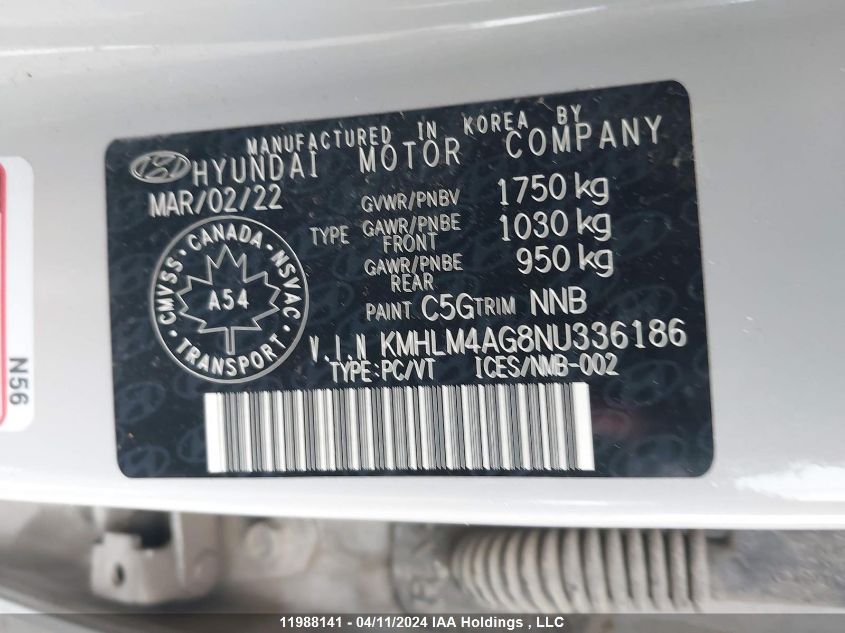 MANUFACTURED IN KOREA BY
HYUNDAI MOTOR COMPANY
MAR/02/22
GVWR/PNBV 1750 kg
TYPE GAWR/PNBE FRONT 1030 kg
GAWR/PNBE REAR 950 kg
PAINT C5G TRIM NNB
CMVSS · CANADA · NSVAC
A54
TRANSPORT
V.I.N KMHLM4AG8NU336186
TYPE:PC/VT ICES/NMB-002
N56
11988141 - 04/11/2024 IAA Holdings , LLC